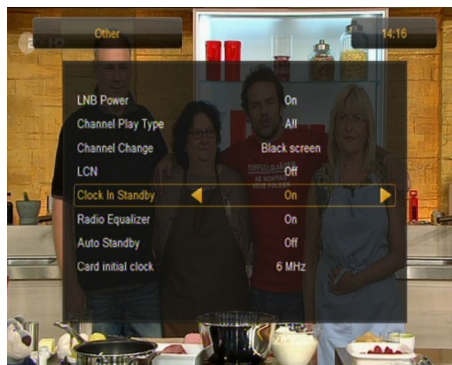 Other
14:16
LNB Power On
Channel Play Type All
Channel Change Black screen
LCN Off
Clock In Standby On
Radio Equalizer On
Auto Standby Off
Card initial clock 6 MHz